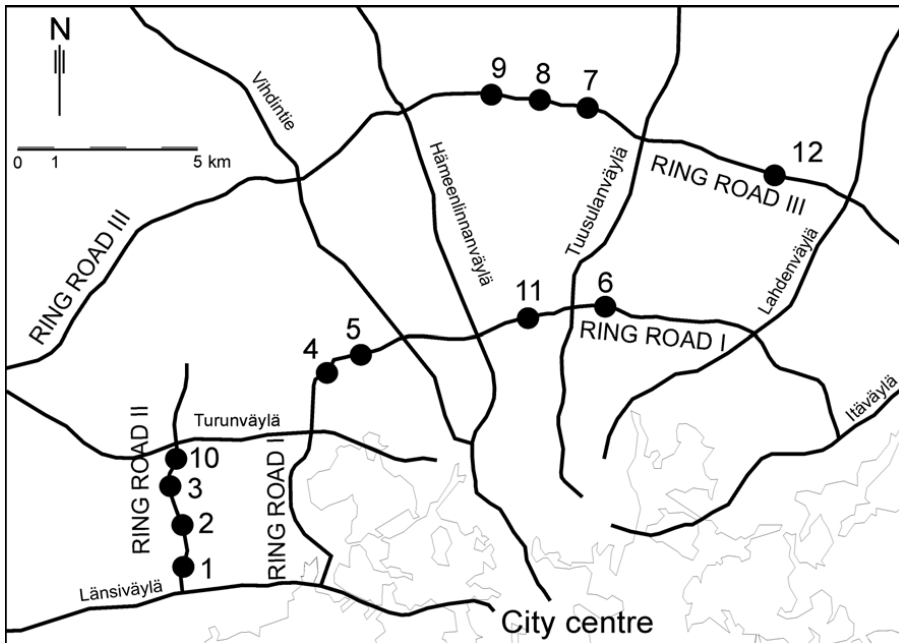 N
0 1 5 km
Vihdintie
Hämeenlinnanväylä
9
8
7
Tuusulanväylä
12
RING ROAD III
Lahdenväylä
RING ROAD III
11
6
RING ROAD I
5
4
Itäväylä
Turunväylä
RING ROAD II
RING ROAD I
10
3
2
1
Länsiväylä
City centre